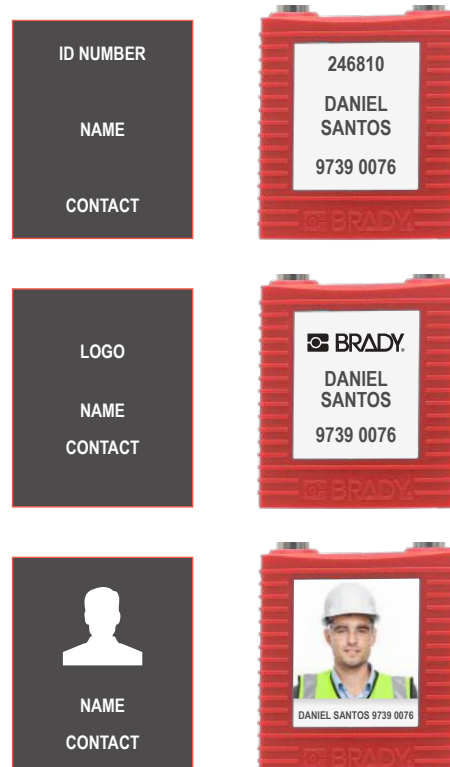 ID NUMBER
NAME
CONTACT
246810
DANIEL
SANTOS
9739 0076
BRADY.
LOGO
NAME
CONTACT
BRADY.
DANIEL
SANTOS
9739 0076
BRADY.
NAME
CONTACT
DANIEL SANTOS 9739 0076
BRADY.